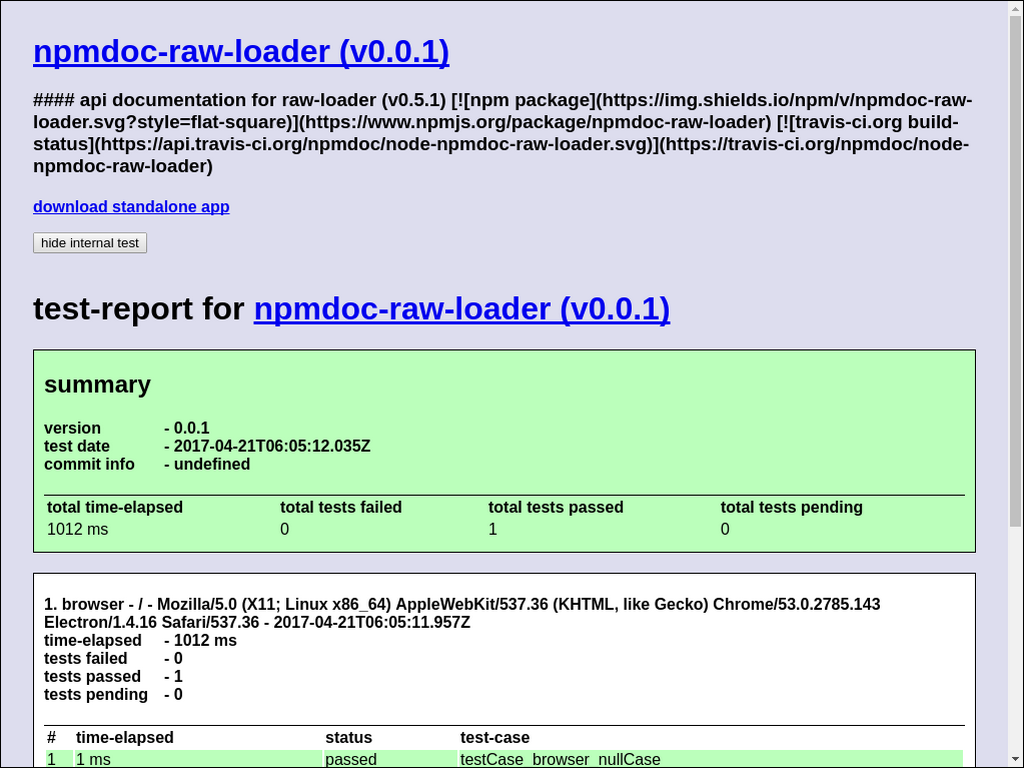 npmdoc-raw-loader (v0.0.1)
#### api documentation for raw-loader (v0.5.1) [![npm package](https://img.shields.io/npm/v/npmdoc-raw-
loader.svg?style=flat-square)](https://www.npmjs.org/package/npmdoc-raw-loader) [![travis-ci.org build-
status](https://api.travis-ci.org/npmdoc/node-npmdoc-raw-loader.svg)](https://travis-ci.org/npmdoc/node-
npmdoc-raw-loader)
download standalone app
hide internal test
test-report for npmdoc-raw-loader (v0.0.1)
summary
version - 0.0.1
test date - 2017-04-21T06:05:12.035Z
commit info - undefined
total time-elapsed total tests failed total tests passed total tests pending
1012 ms 0 1 0
1. browser - / - Mozilla/5.0 (X11; Linux x86_64) AppleWebKit/537.36 (KHTML, like Gecko) Chrome/53.0.2785.143
Electron/1.4.16 Safari/537.36 - 2017-04-21T06:05:11.957Z
time-elapsed - 1012 ms
tests failed - 0
tests passed - 1
tests pending - 0
# time-elapsed status test-case
1 1 ms passed testCase_browser_nullCase